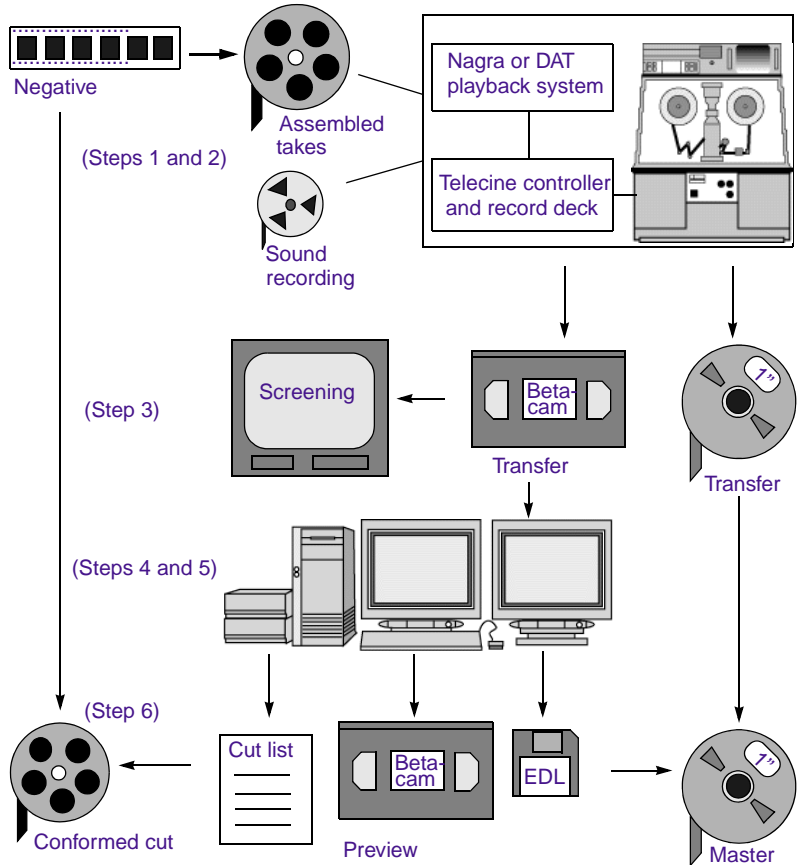 Negative
Assembled
takes
(Steps 1 and 2)
Sound
recording
Nagra or DAT
playback system
Telecine controller
and record deck
(Step 3)
Screening
Beta-
cam
Transfer
1”
Transfer
(Steps 4 and 5)
(Step 6)
Conformed cut
Cut list
Beta-
cam
Preview
EDL
1”
Master